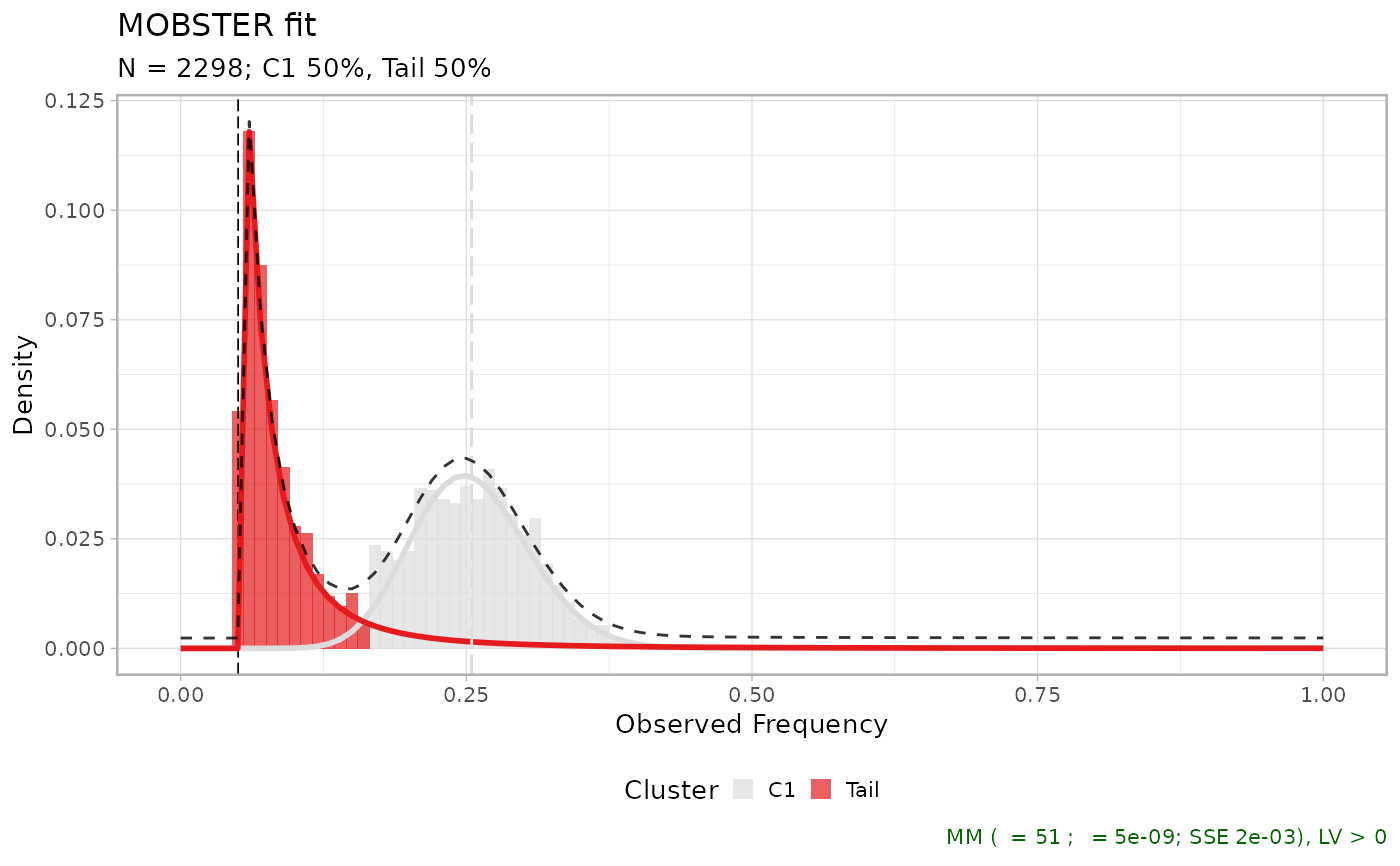 MOBSTER fit
N = 2298; C1 50%, Tail 50%
0.125
0.100
0.075
0.050
0.025
0.000
Density
0.00 0.25 0.50 0.75 1.00
Observed Frequency
Cluster C1 Tail
MM ( = 51 ; = 5e-09; SSE 2e-03), LV > 0